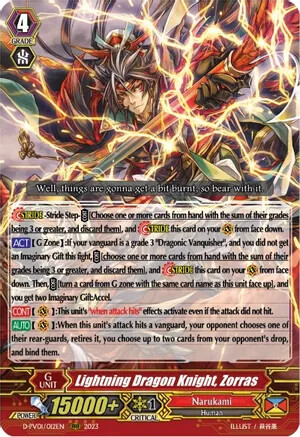 4
GRADE
Well, things are gonna get a bit burnt, so bear with it.
STRIDE -Stride Step- [Choose one or more cards from hand with the sum of their grades
being 3 or greater, and discard them], and STRIDE this card on your from face down.
ACT [G Zone]:If your vanguard is a grade 3 "Dragonic Vanquisher", and you did not get
an Imaginary Gift this fight, [choose one or more cards from hand with the sum of their
grades being 3 or greater, and discard them], and STRIDE this card on your from face
down. Then, [turn a card from G zone with the same card name as this unit face up], and
you get two Imaginary Gift:Accel.
CONT :This unit's "when attack hits" effects activate even if the attack did not hit.
AUTO :When this unit's attack hits a vanguard, your opponent chooses one of
their rear-guards, retires it, you choose up to two cards from your opponent's drop,
and bind them.
G
UNIT
Lightning Dragon Knight, Zorras
POWER
15000+
1
CRITICAL
Narukami
Human
D-PV01/012EN RRR 2023
ILLUST / 萩谷薫